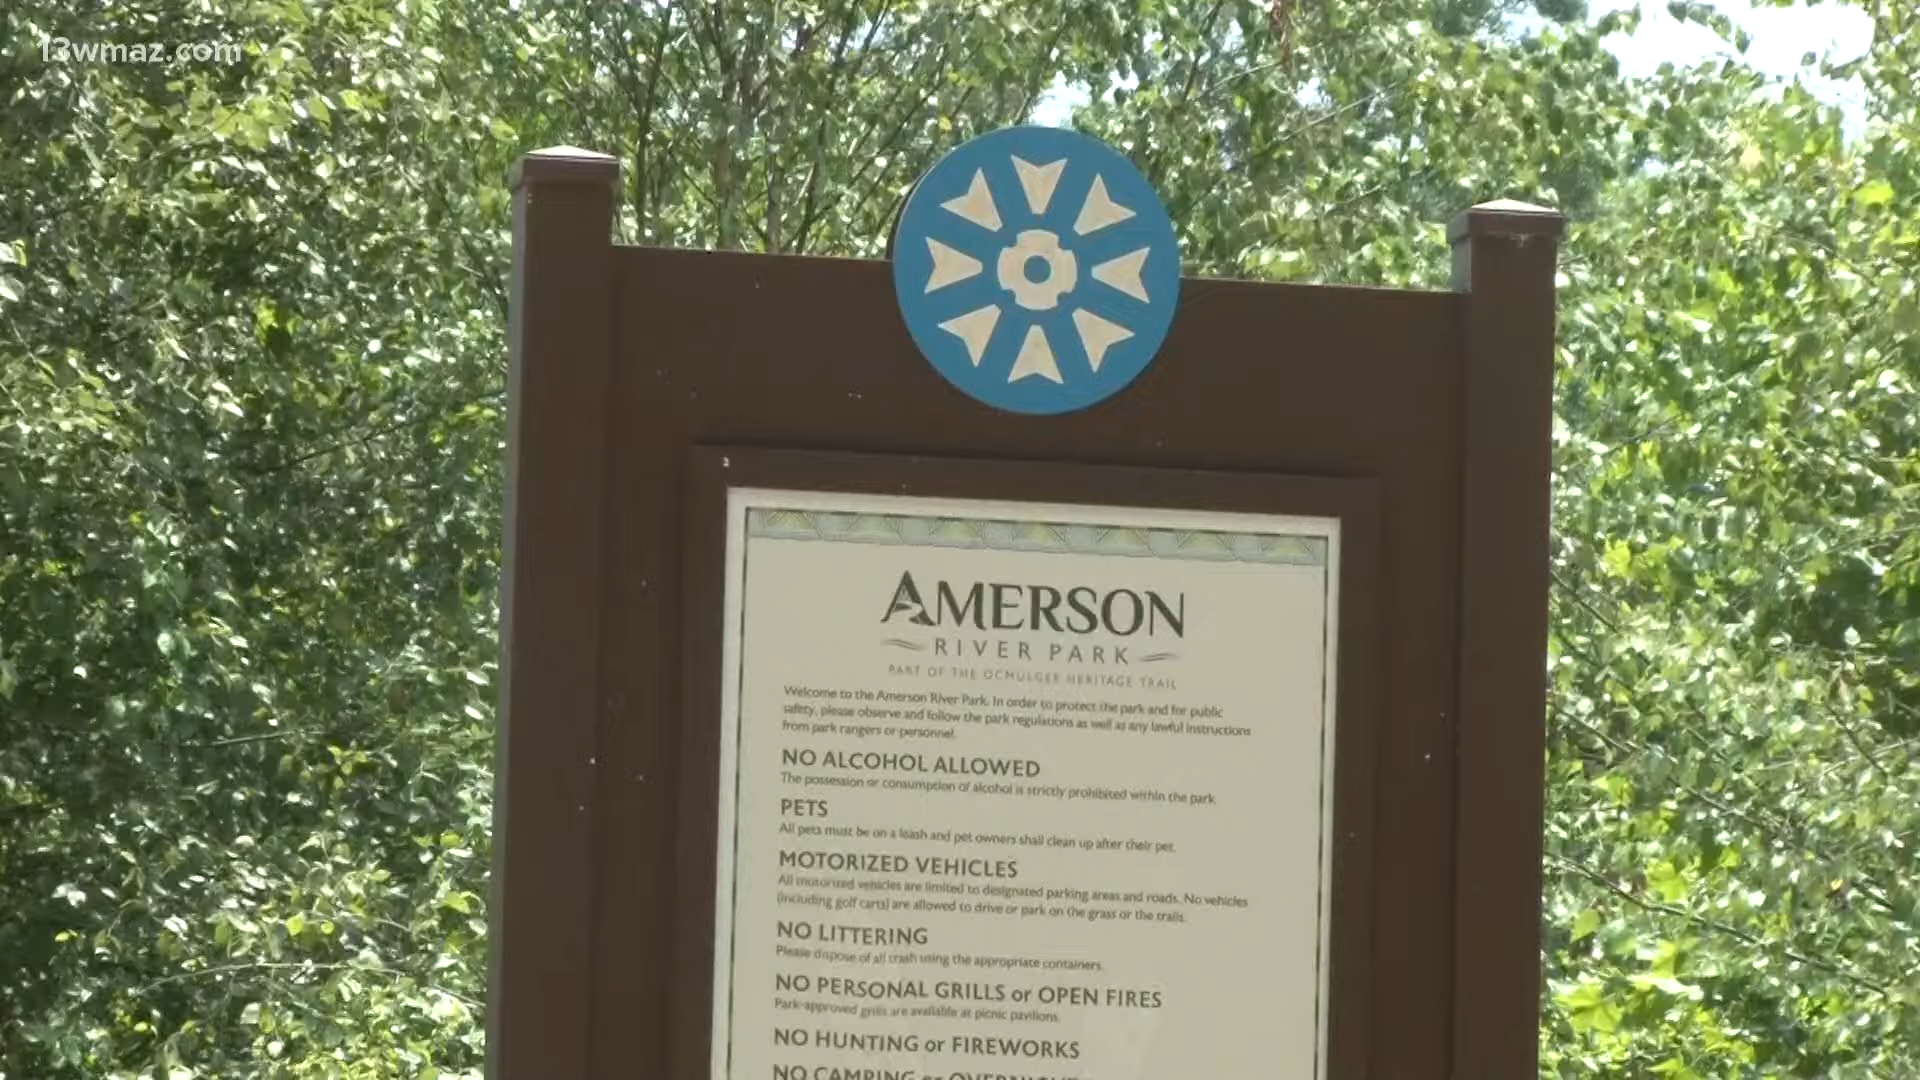 13wmaz.com
AMERSON
RIVER PARK
PART OF THE OCMULGEE HERITAGE TRAIL
Welcome to the Amerson River Park. In order to protect the park and for public
safety, please observe and follow the park regulations as well as any lawful instructions
from park rangers or personnel.
NO ALCOHOL ALLOWED
The possession or consumption of alcohol is strictly prohibited within the park.
PETS
All pets must be on a leash and pet owners shall clean up after their pet.
MOTORIZED VEHICLES
All motorized vehicles are limited to designated parking areas and roads. No vehicles
(including golf carts) are allowed to drive or park on the grass or the trails.
NO LITTERING
Please dispose of all trash using the appropriate containers.
NO PERSONAL GRILLS or OPEN FIRES
Park-approved grills are available at picnic pavilions.
NO HUNTING or FIREWORKS
NO CAMPING or